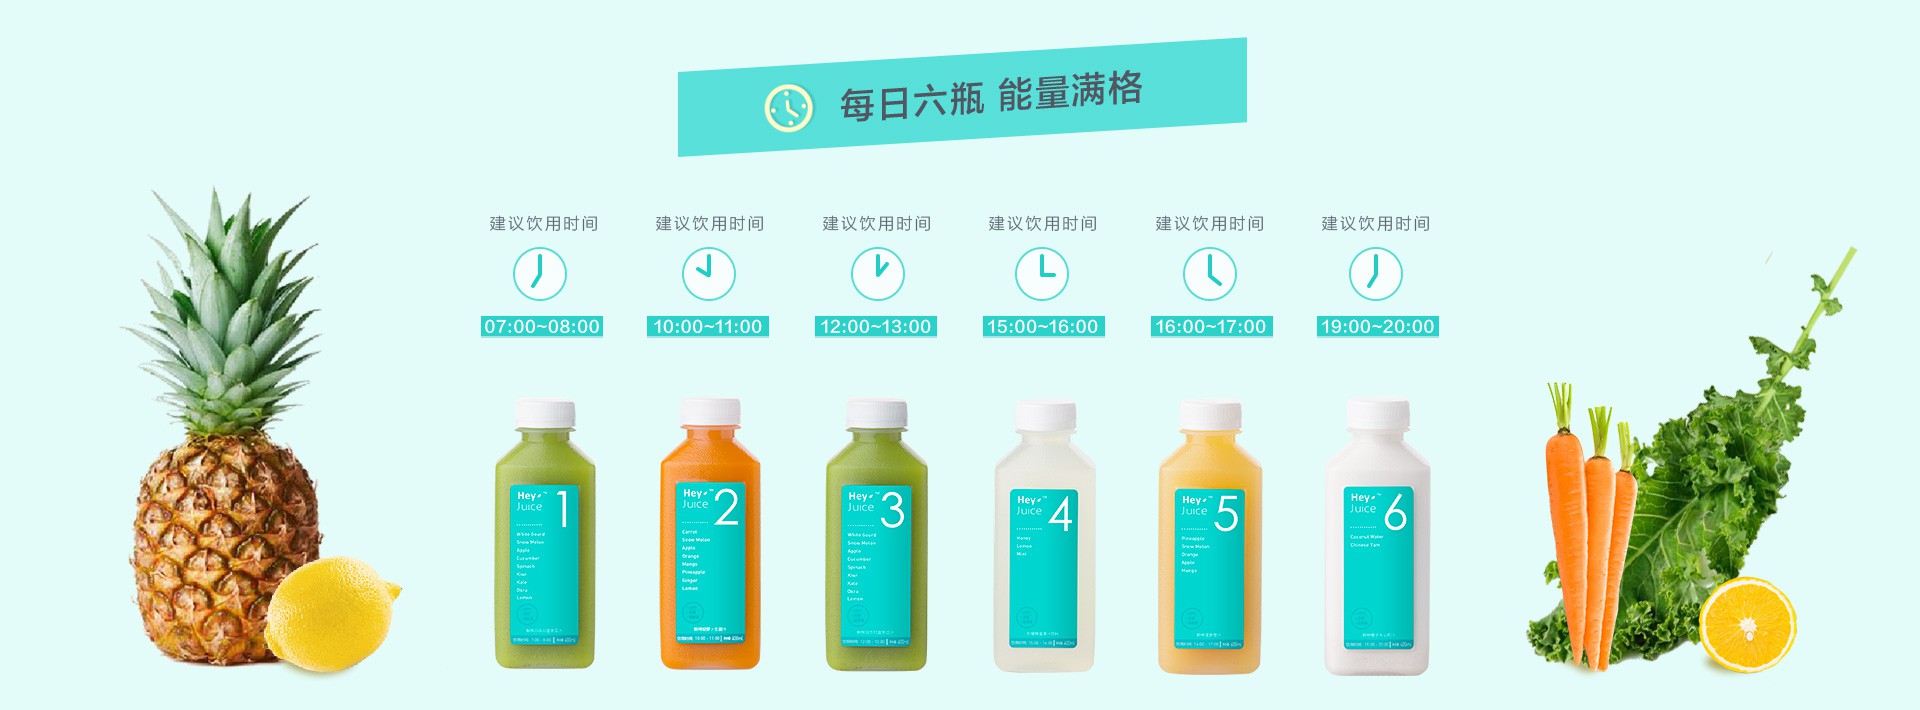 每日六瓶 能量满格
建议饮用时间
建议饮用时间
建议饮用时间
建议饮用时间
建议饮用时间
建议饮用时间
07:00~08:00
10:00~11:00
12:00~13:00
15:00~16:00
16:00~17:00
19:00~20:00
Hey ™ 1
Juice
White Gourd
Snow Melon
Apple
Cucumber
Spinach
Kiwi
Kale
Okra
Lemon
Hey ™ 2
Juice
Carrot
Snow Melon
Apple
Orange
Mango
Pineapple
Ginger
Lemon
Hey ™ 3
Juice
White Gourd
Snow Melon
Apple
Cucumber
Spinach
Kiwi
Kale
Okra
Lemon
Hey ™ 4
Juice
Honey
Lemon
Mint
Hey ™ 5
Juice
Pineapple
Snow Melon
Orange
Apple
Mango
Hey ™ 6
Juice
Coconut Water
Chinese Yam